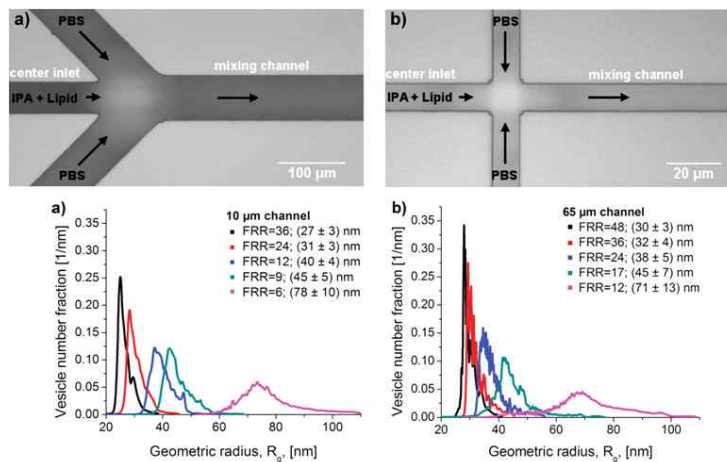 a)
PBS
center inlet
mixing channel
IPA + Lipid
PBS
100 µm
b)
PBS
center inlet
mixing channel
IPA + Lipid
PBS
20 µm
a)
10 µm channel
FRR=36; (27 ± 3) nm
FRR=24; (31 ± 3) nm
FRR=12; (40 ± 4) nm
FRR=9; (45 ± 5) nm
FRR=6; (78 ± 10) nm
Vesicle number fraction [1/nm]
0.35
0.30
0.25
0.20
0.15
0.10
0.05
0.00
20 40 60 80 100
Geometric radius, Rg, [nm]
b)
65 µm channel
FRR=48; (30 ± 3) nm
FRR=36; (32 ± 4) nm
FRR=24; (38 ± 5) nm
FRR=17; (45 ± 7) nm
FRR=12; (71 ± 13) nm
Vesicle number fraction [1/nm]
0.35
0.30
0.25
0.20
0.15
0.10
0.05
0.00
20 40 60 80 100
Geometric radius, Rg, [nm]